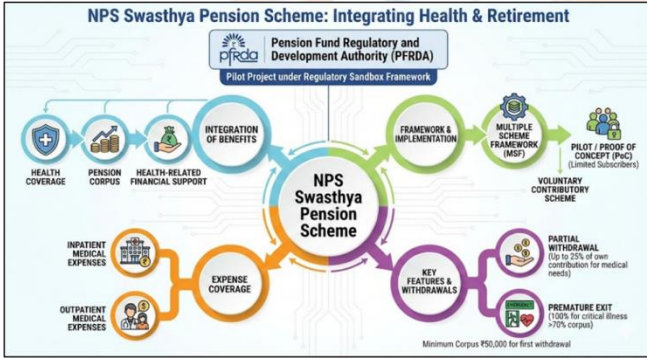 NPS Swasthya Pension Scheme: Integrating Health & Retirement
pfrda
Pension Fund Regulatory and
Development Authority (PFRDA)
Pilot Project under Regulatory Sandbox Framework
HEALTH
COVERAGE
PENSION
CORPUS
HEALTH-RELATED
FINANCIAL SUPPORT
INTEGRATION
OF BENEFITS
FRAMEWORK &
IMPLEMENTATION
MULTIPLE
SCHEME
FRAMEWORK
(MSF)
PILOT / PROOF OF
CONCEPT (PoC)
(Limited Subscribers)
VOLUNTARY
CONTRIBUTORY
SCHEME
NPS
Swasthya
Pension
Scheme
INPATIENT
MEDICAL
EXPENSES
OUTPATIENT
MEDICAL
EXPENSES
EXPENSE
COVERAGE
KEY
FEATURES &
WITHDRAWALS
PARTIAL
WITHDRAWAL
(Up to 25% of own
contribution for medical
needs)
PREMATURE EXIT
(100% for critical illness
>70% corpus)
Minimum Corpus ₹50,000 for first withdrawal